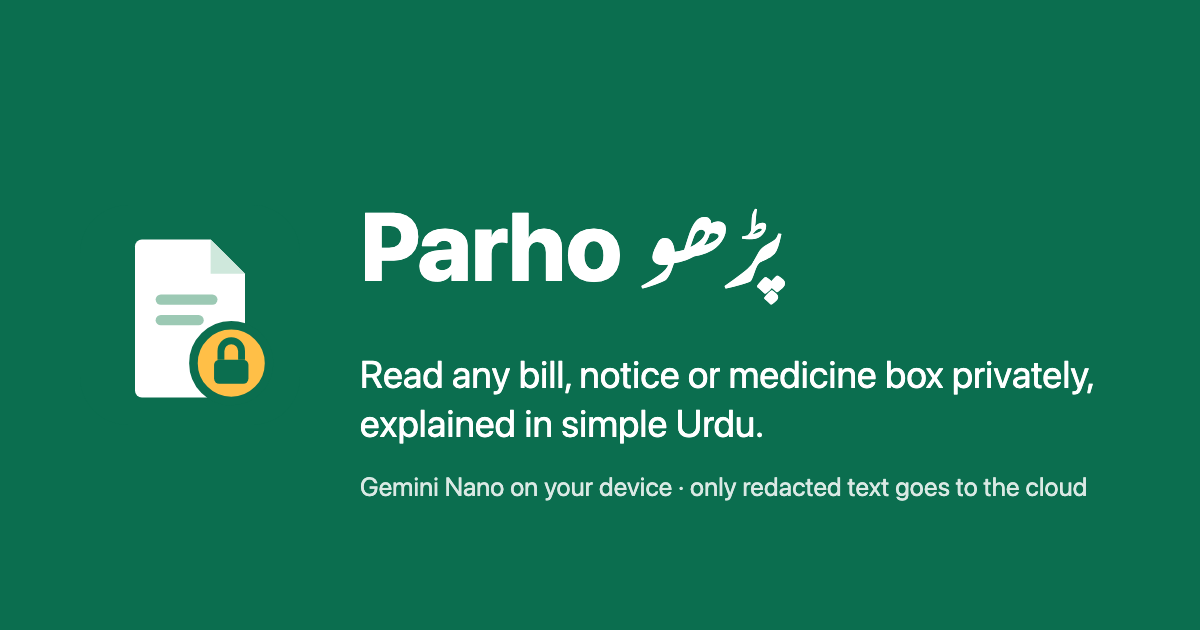 Parho پڑھو
Read any bill, notice or medicine box privately,
explained in simple Urdu.
Gemini Nano on your device · only redacted text goes to the cloud